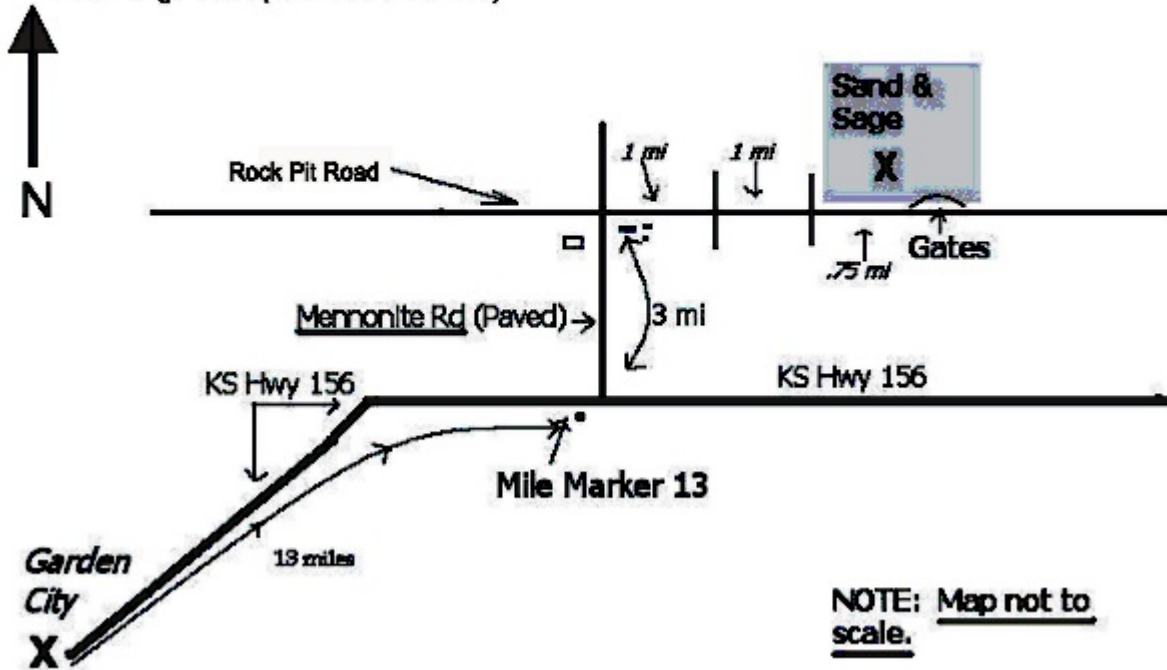 N
Rock Pit Road
1 mi
1 mi
Sand &
Sage
X
.75 mi
Gates
Mennonite Rd (Paved)
3 mi
KS Hwy 156
KS Hwy 156
Mile Marker 13
13 miles
Garden
City
X
NOTE: Map not to
scale.